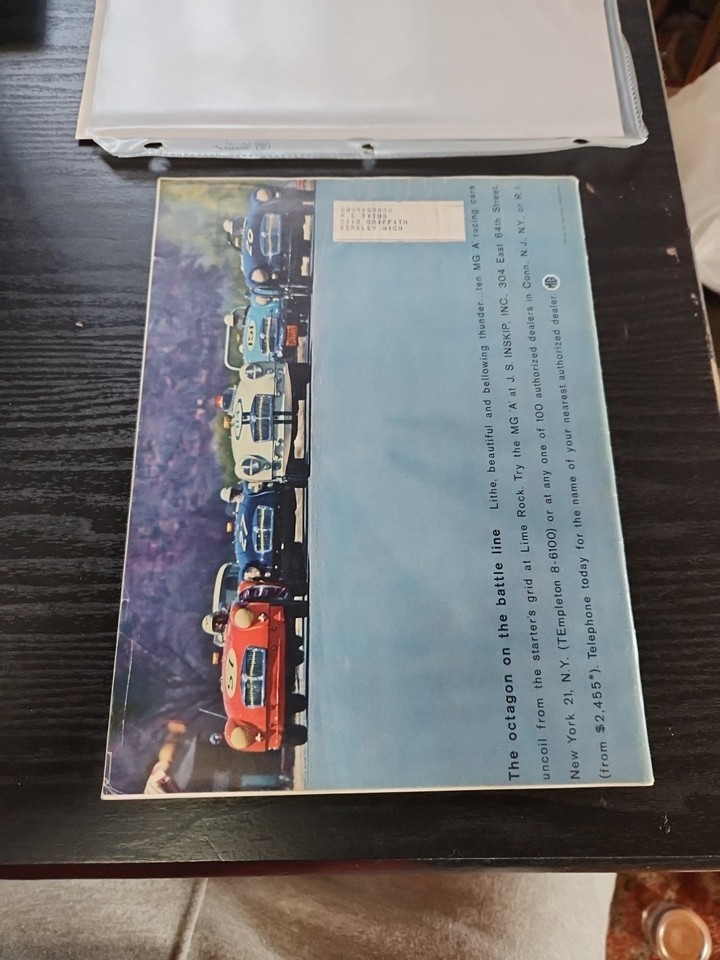 The octagon on the battle line Lithe, beautiful and bellowing thunder...ten MG 'A' racing cars
uncoil from the starter's grid at Lime Rock. Try the MG 'A' at J. S. INSKIP, INC., 304 East 64th Street,
New York 21, N.Y. (TEmpleton 8-6100) or at any one of 100 authorized dealers in Conn., N.J., N.Y., or R.I.
(from $2,455*). Telephone today for the name of your nearest authorized dealer. MG
57
27